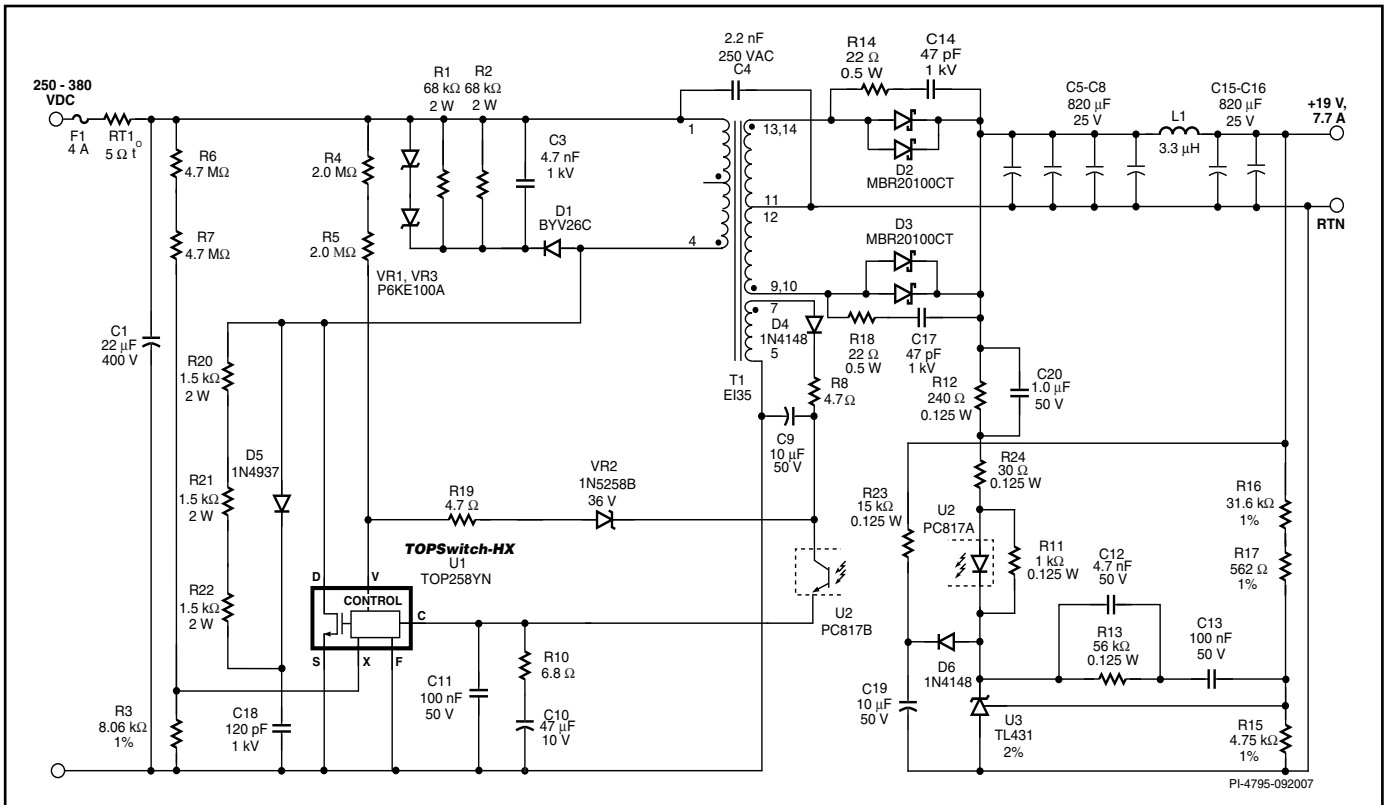 2.2 nF
250 VAC
C4
R14
22 Ω
0.5 W
C14
47 pF
1 kV
250 - 380
VDC
F1
4 A
RT1
5 Ω
t°
R1
68 kΩ
2 W
R2
68 kΩ
2 W
C3
4.7 nF
1 kV
D1
BYV26C
R6
4.7 MΩ
R7
4.7 MΩ
R4
2.0 MΩ
R5
2.0 MΩ
VR1, VR3
P6KE100A
1
4
13,14
11
12
9,10
7
5
D2
MBR20100CT
D3
MBR20100CT
C5-C8
820 µF
25 V
L1
3.3 µH
C15-C16
820 µF
25 V
+19 V,
7.7 A
RTN
D4
1N4148
R18
22 Ω
0.5 W
C17
47 pF
1 kV
T1
EI35
R8
4.7Ω
C9
10 µF
50 V
R12
240 Ω
0.125 W
C20
1.0 µF
50 V
C1
22 µF
400 V
R20
1.5 kΩ
2 W
D5
1N4937
R21
1.5 kΩ
2 W
R22
1.5 kΩ
2 W
R19
4.7 Ω
VR2
1N5258B
36 V
R24
30 Ω
0.125 W
R23
15 kΩ
0.125 W
U2
PC817A
R11
1 kΩ
0.125 W
R16
31.6 kΩ
1%
R17
562 Ω
1%
C12
4.7 nF
50 V
R13
56 kΩ
0.125 W
C13
100 nF
50 V
TOPSwitch-HX
U1
TOP258YN
D
V
CONTROL
C
S
X
F
U2
PC817B
R3
8.06 kΩ
1%
C18
120 pF
1 kV
C11
100 nF
50 V
R10
6.8 Ω
C10
47 µF
10 V
D6
1N4148
C19
10 µF
50 V
U3
TL431
2%
R15
4.75 kΩ
1%
PI-4795-092007